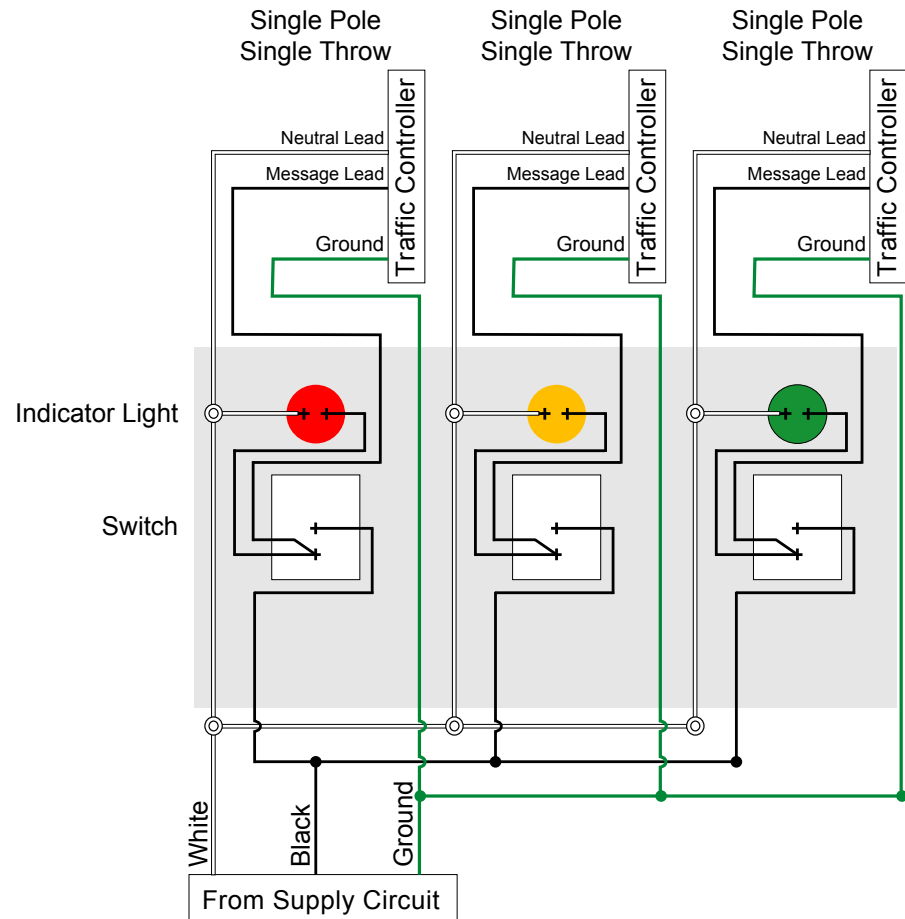 Single Pole
Single Throw
Single Pole
Single Throw
Single Pole
Single Throw
Neutral Lead
Message Lead
Ground
Traffic Controller
Neutral Lead
Message Lead
Ground
Traffic Controller
Neutral Lead
Message Lead
Ground
Traffic Controller
Indicator Light
Switch
White
Black
Ground
From Supply Circuit